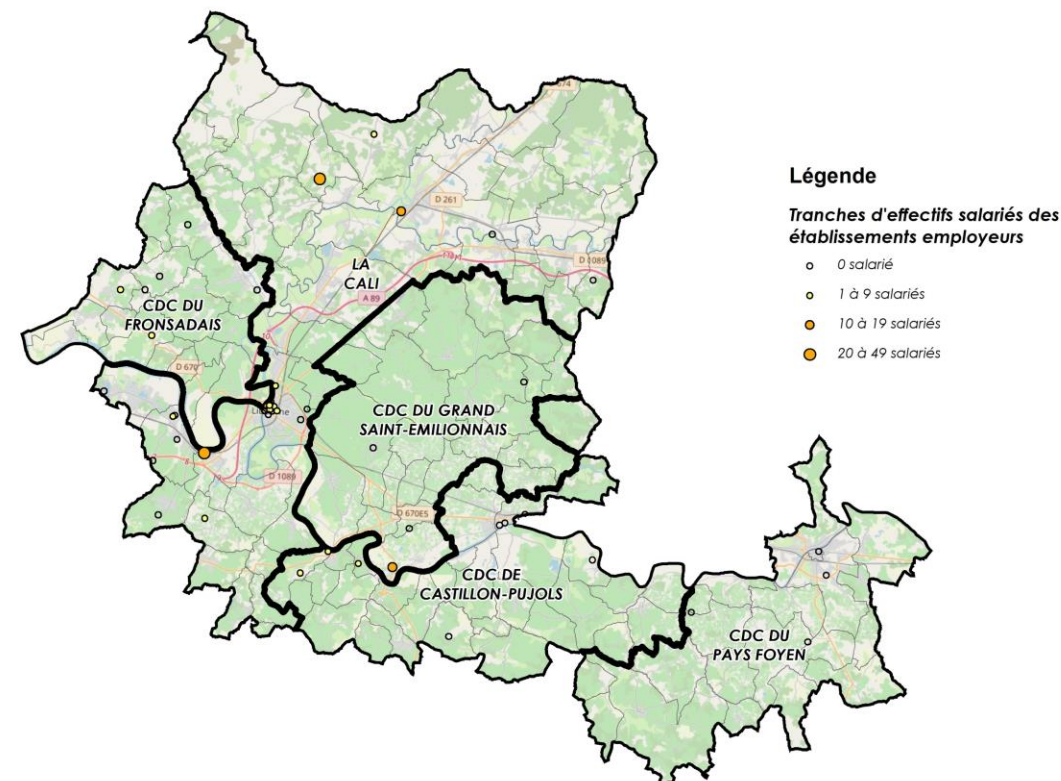 Légende
Tranches d'effectifs salariés des
établissements employeurs
0 salarié
1 à 9 salariés
10 à 19 salariés
20 à 49 salariés
D 261
D 1089
LA
CALI
A 89
CDC DU
FRONSADAIS
D 670
CDC DU GRAND
SAINT-EMILIONNAIS
D 1089
D 670E5
CDC DE
CASTILLON-PUJOLS
CDC DU
PAYS FOYEN